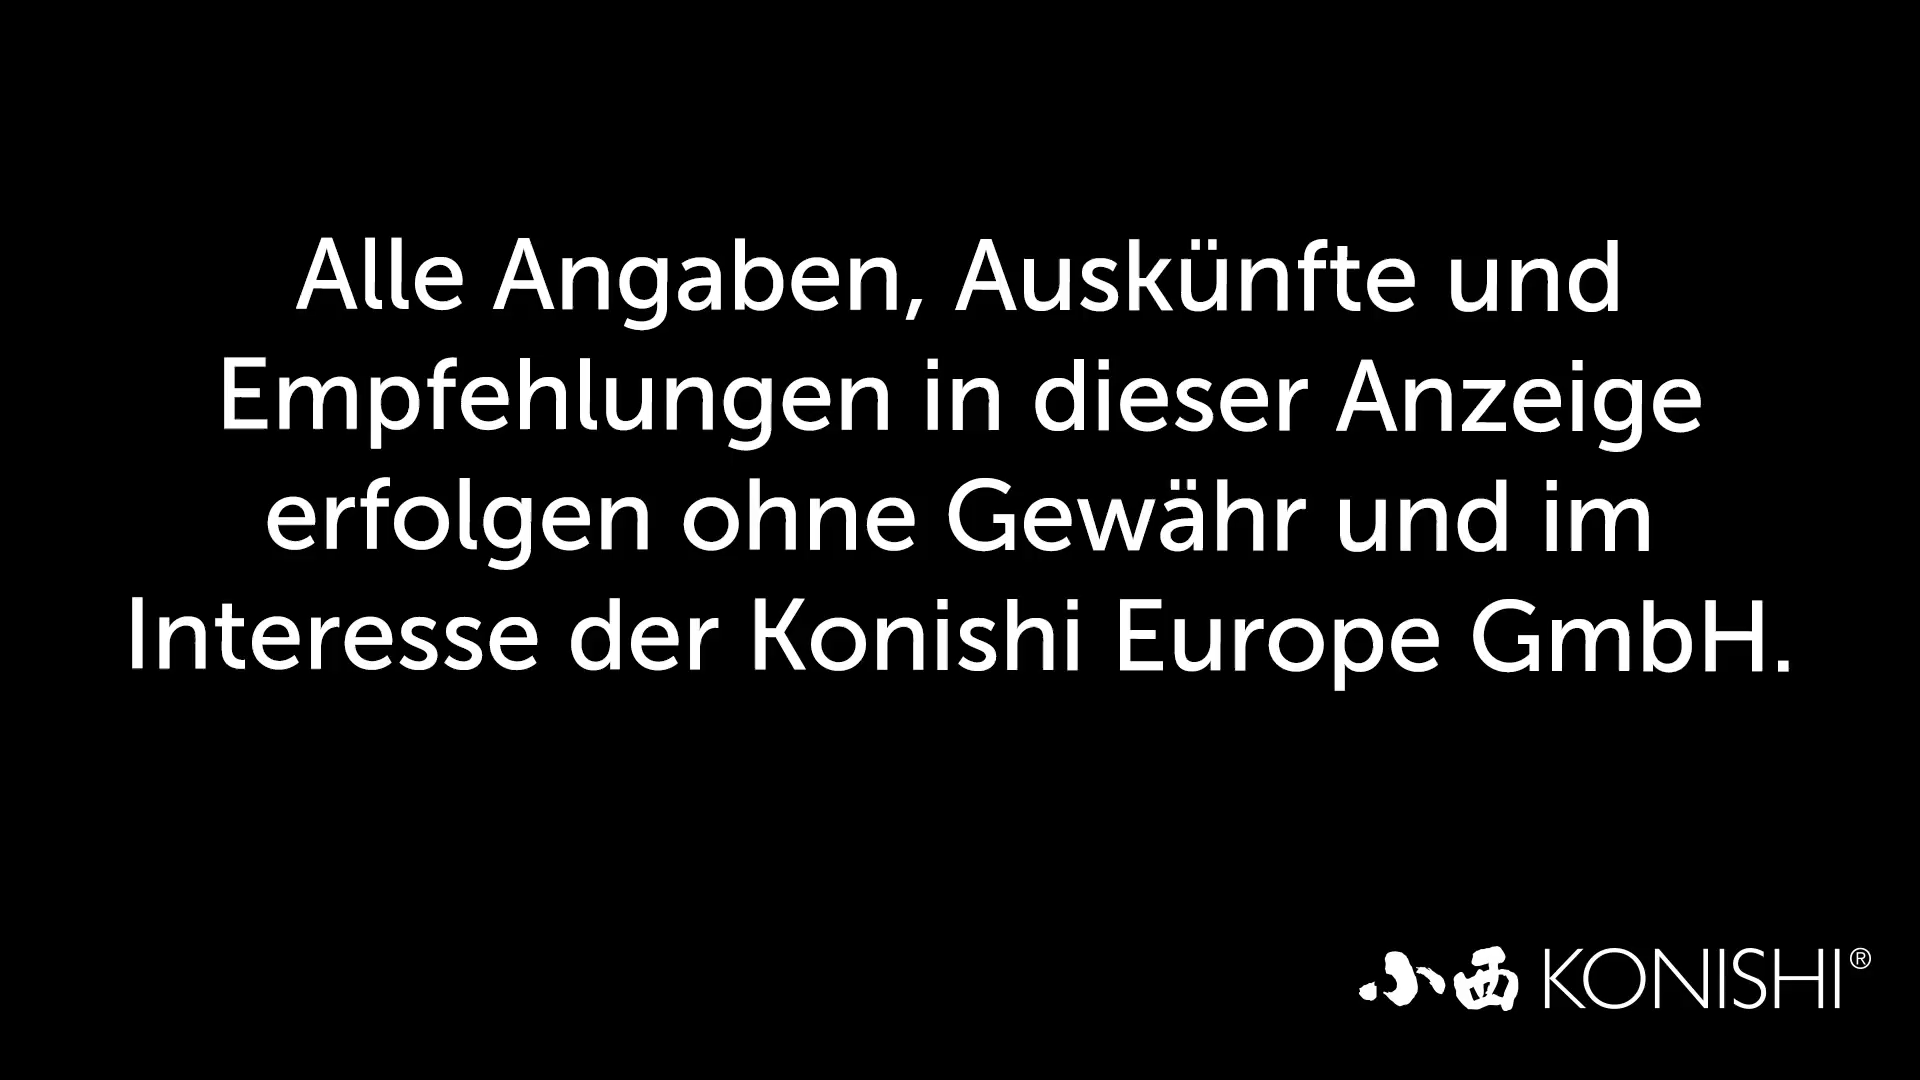 Alle Angaben, Auskünfte und
Empfehlungen in dieser Anzeige
erfolgen ohne Gewähr und im
Interesse der Konishi Europe GmbH.
小西 KONISHI®